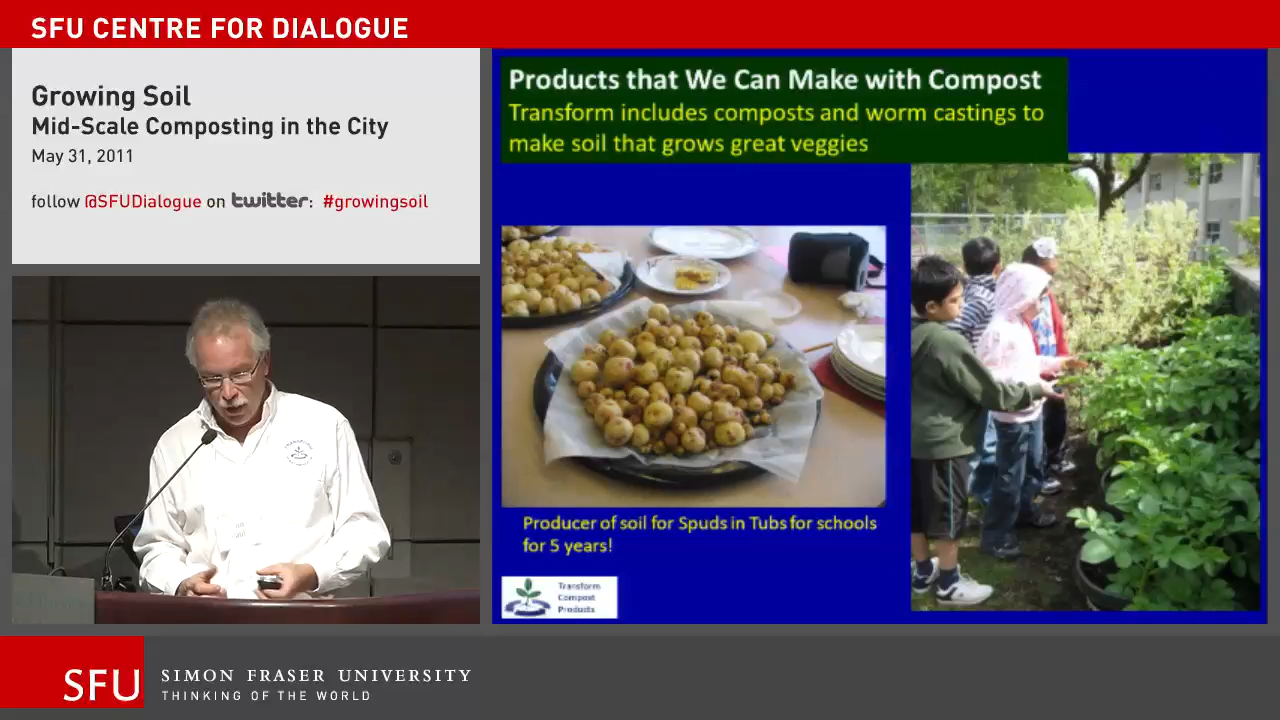 SFU CENTRE FOR DIALOGUE
Growing Soil
Mid-Scale Composting in the City
May 31, 2011
follow @SFUDialogue on twitter: #growingsoil
Products that We Can Make with Compost
Transform includes composts and worm castings to
make soil that grows great veggies
Producer of soil for Spuds in Tubs for schools
for 5 years!
Transform
Compost
Products
SFU
SIMON FRASER UNIVERSITY
THINKING OF THE WORLD